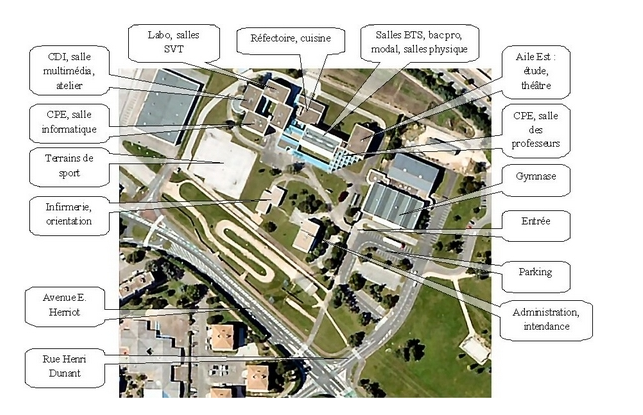 Labo, salles
SVT
Réfectoire, cuisine
Salles BTS, bac pro,
modal, salles physique
CDI, salle
multimédia,
atelier
Aile Est :
étude,
théâtre
CPE, salle
informatique
CPE, salle
des
professeurs
Terrains de
sport
Gymnase
Infirmerie,
orientation
Entrée
Parking
Avenue E.
Herriot
Administration,
intendance
Rue Henri
Dunant